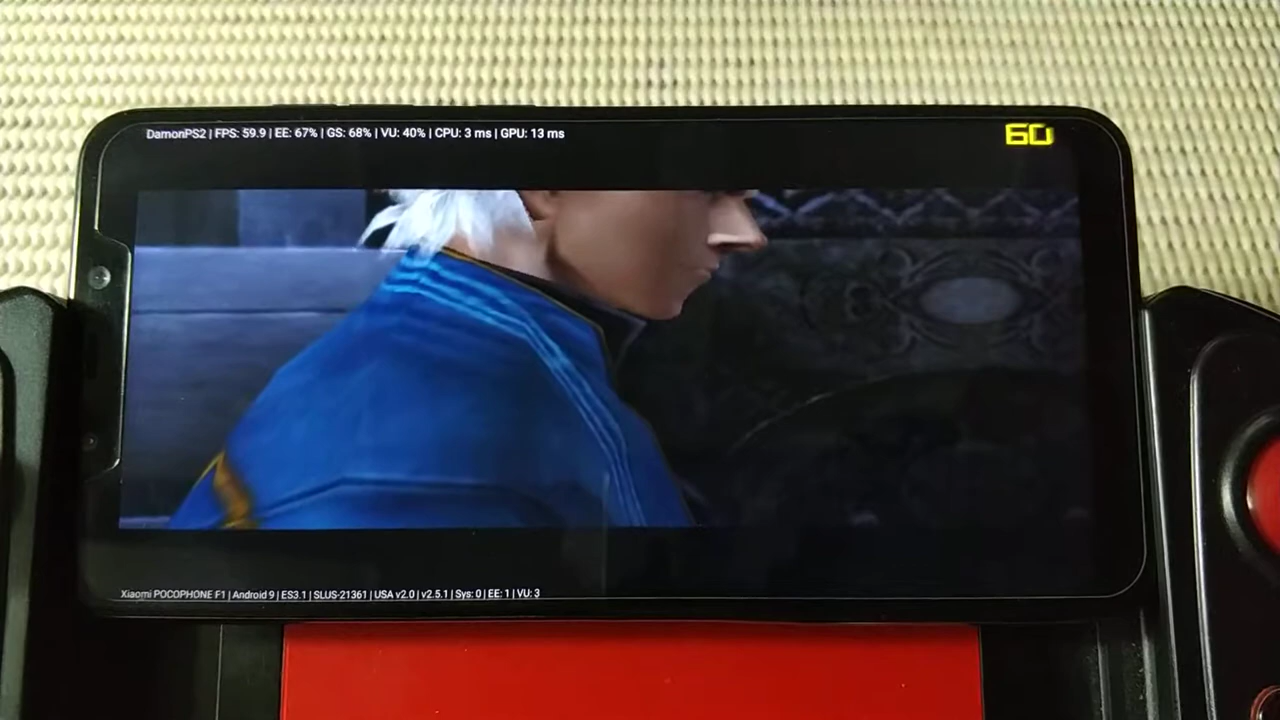 DamonPS2 | FPS: 59.9 | EE: 67% | GS: 68% | VU: 40% | CPU: 3 ms | GPU: 13 ms
60
Xiaomi POCOPHONE F1 | Android 9 | ES3.1 | SLUS-21361 | USA v2.0 | v2.5.1 | Sys: 0 | EE: 1 | VU: 3